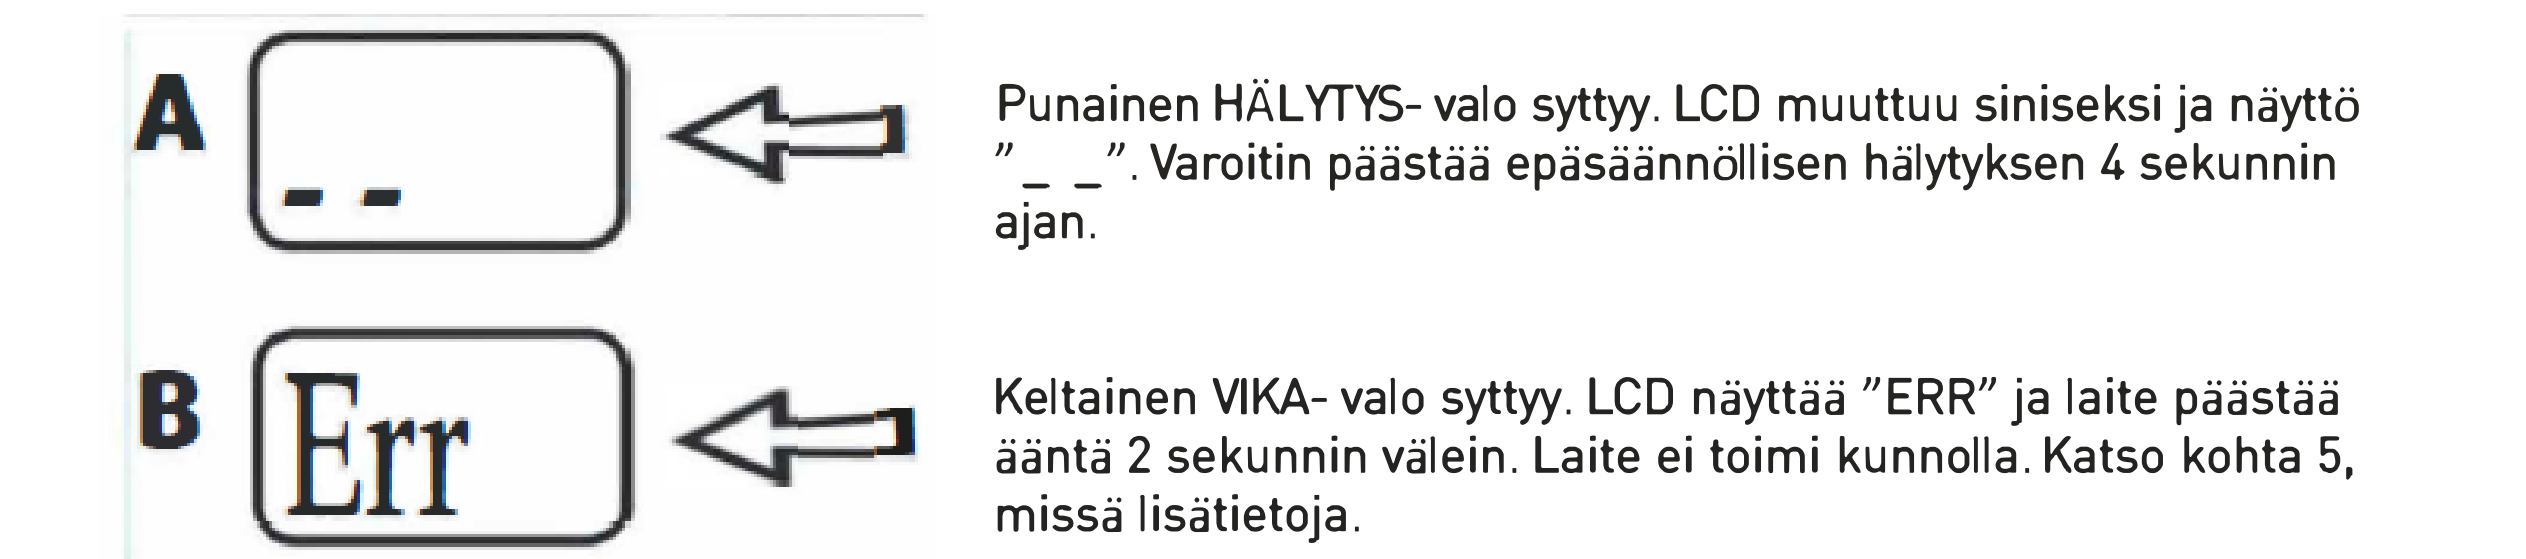 A
- -
Punainen HÄLYTYS- valo syttyy. LCD muuttuu siniseksi ja näyttö
"_ _". Varoitin päästää epäsäännöllisen hälytyksen 4 sekunnin
ajan.
B
Err
Keltainen VIKA- valo syttyy. LCD näyttää "ERR" ja laite päästää
ääntä 2 sekunnin välein. Laite ei toimi kunnolla. Katso kohta 5,
missä lisätietoja.